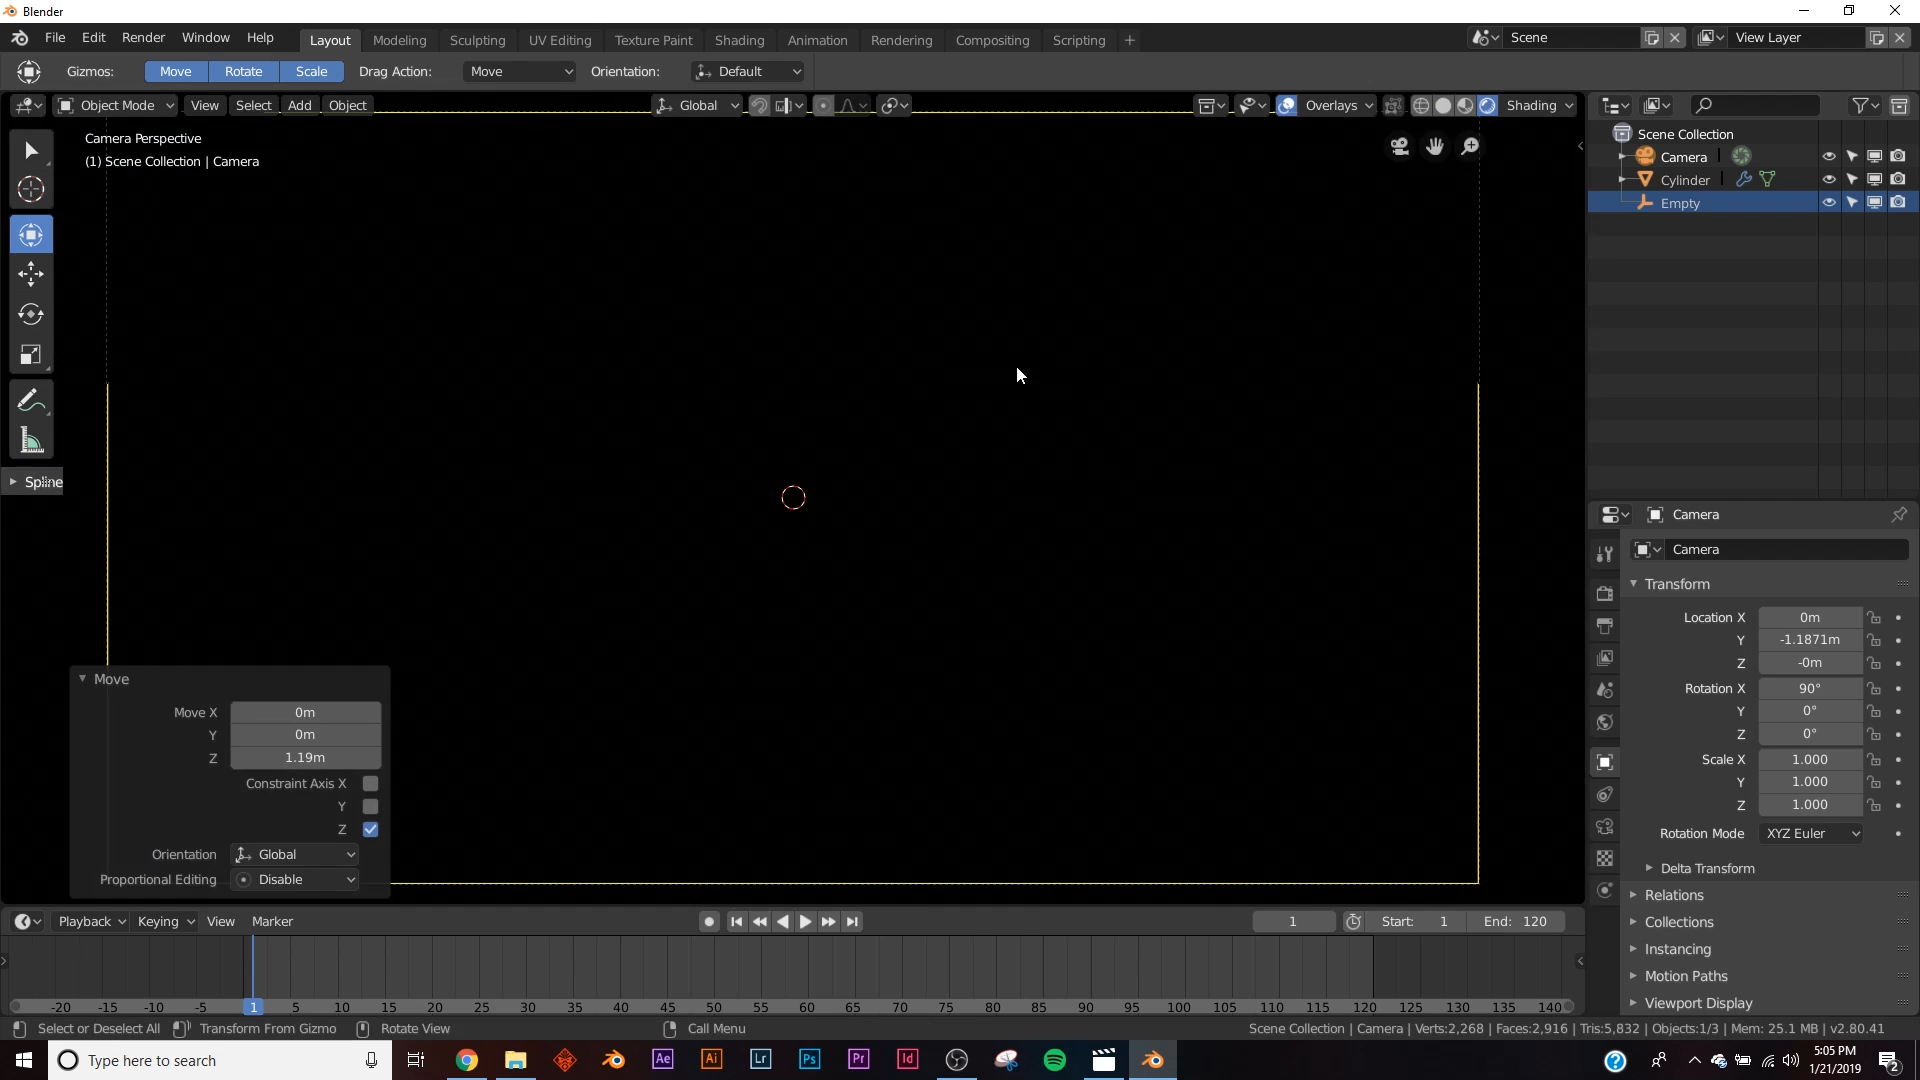 Blender
File Edit Render Window Help Layout Modeling Sculpting UV Editing Texture Paint Shading Animation Rendering Compositing Scripting + Scene View Layer
Gizmos: Move Rotate Scale Drag Action: Move Orientation: Default
Object Mode View Select Add Object Global Overlays Shading
Camera Perspective
(1) Scene Collection | Camera
Scene Collection
Camera
Cylinder
Empty
Spline
Camera
Camera
Transform
Location X 0m
Y -1.1871m
Z -0m
Rotation X 90°
Y 0°
Z 0°
Scale X 1.000
Y 1.000
Z 1.000
Rotation Mode XYZ Euler
Delta Transform
Relations
Collections
Instancing
Motion Paths
Viewport Display
Move
Move X 0m
Y 0m
Z 1.19m
Constraint Axis X
Y
Z
Orientation Global
Proportional Editing Disable
Playback Keying View Marker 1 Start: 1 End: 120
-20 -15 -10 -5 1 5 10 15 20 25 30 35 40 45 50 55 60 65 70 75 80 85 90 95 100 105 110 115 120 125 130 135 140
Select or Deselect All Transform From Gizmo Rotate View Call Menu Scene Collection | Camera | Verts:2,268 | Faces:2,916 | Tris:5,832 | Objects:1/3 | Mem: 25.1 MB | v2.80.41
Type here to search Ae Ai Lr Ps Pr Id 5:05 PM
1/21/2019 2